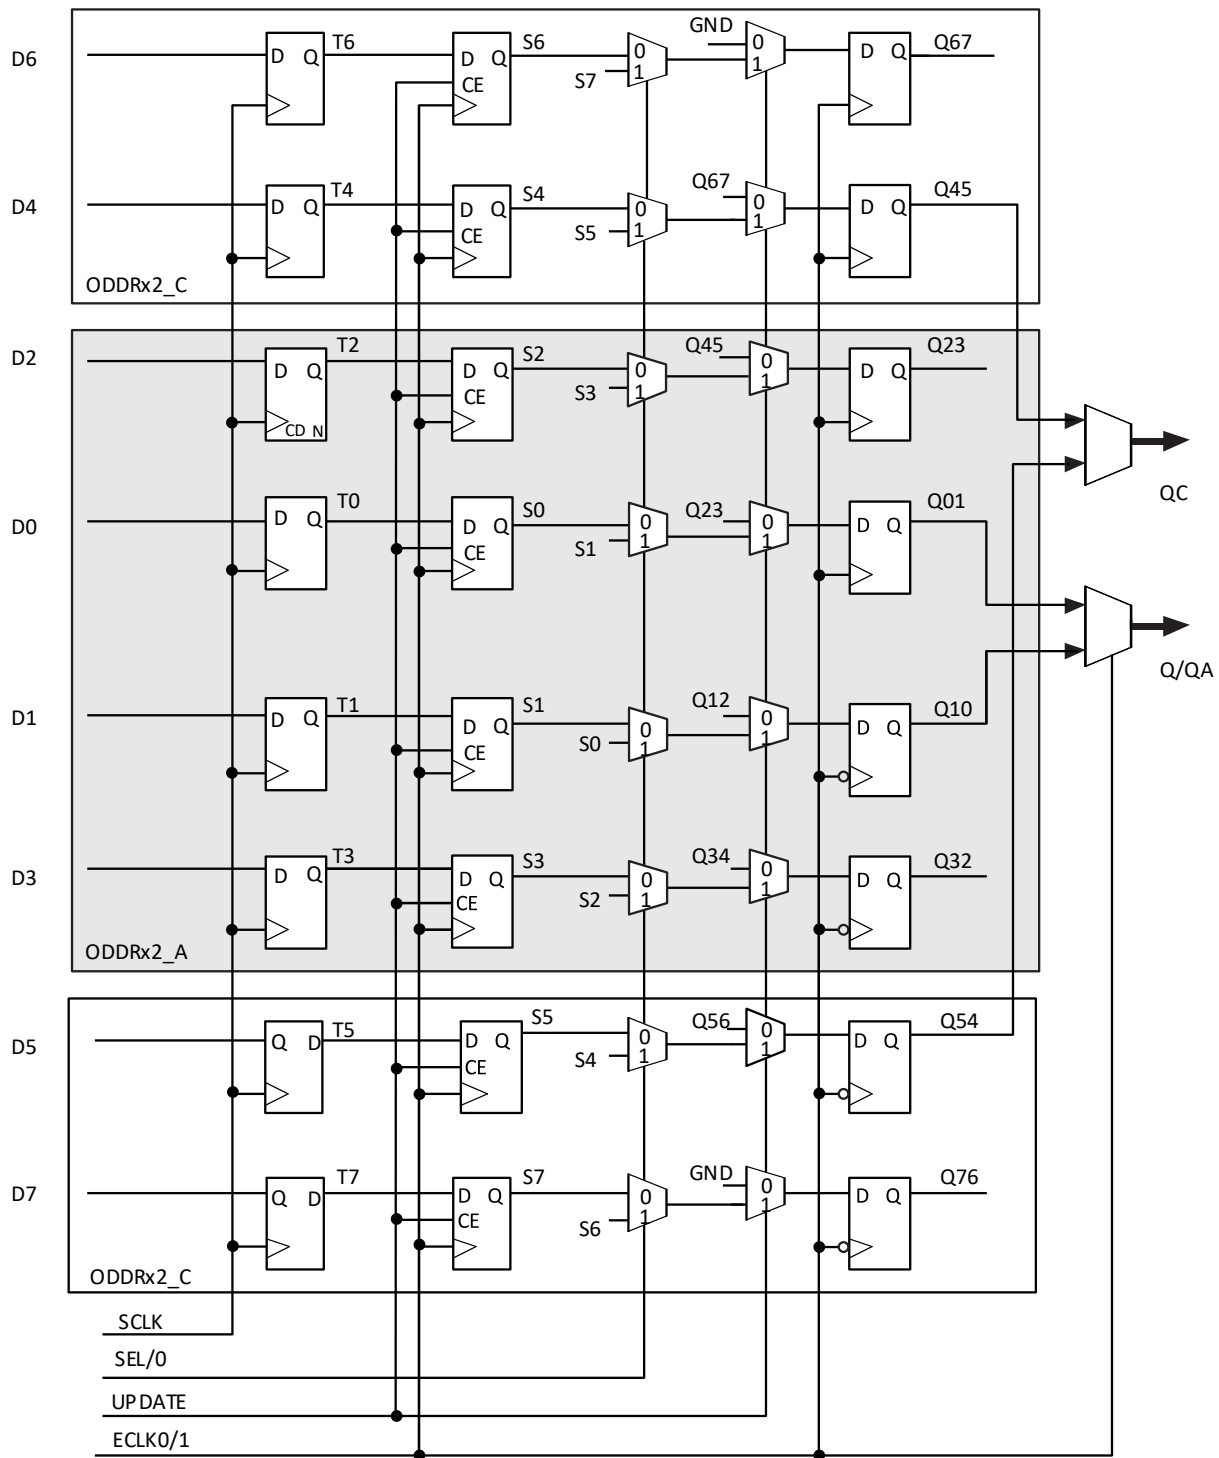 D6 D Q T6 D Q CE S6 0 1 S7 GND 0 1 D Q Q67
D4 D Q T4 D Q CE S4 0 1 S5 Q67 0 1 D Q Q45
ODDRx2_C
D2 D Q CD N T2 D Q CE S2 0 1 S3 Q45 0 1 D Q Q23
QC
D0 D Q T0 D Q CE S0 0 1 S1 Q23 0 1 D Q Q01
Q/QA
D1 D Q T1 D Q CE S1 0 1 S0 Q12 0 1 D Q Q10
D3 D Q T3 D Q CE S3 0 1 S2 Q34 0 1 D Q Q32
ODDRx2_A
D5 Q D T5 D Q CE S5 0 1 S4 Q56 0 1 D Q Q54
D7 Q D T7 D Q CE S7 0 1 S6 GND 0 1 D Q Q76
ODDRx2_C
SCLK
SEL/0
UPDATE
ECLK0/1